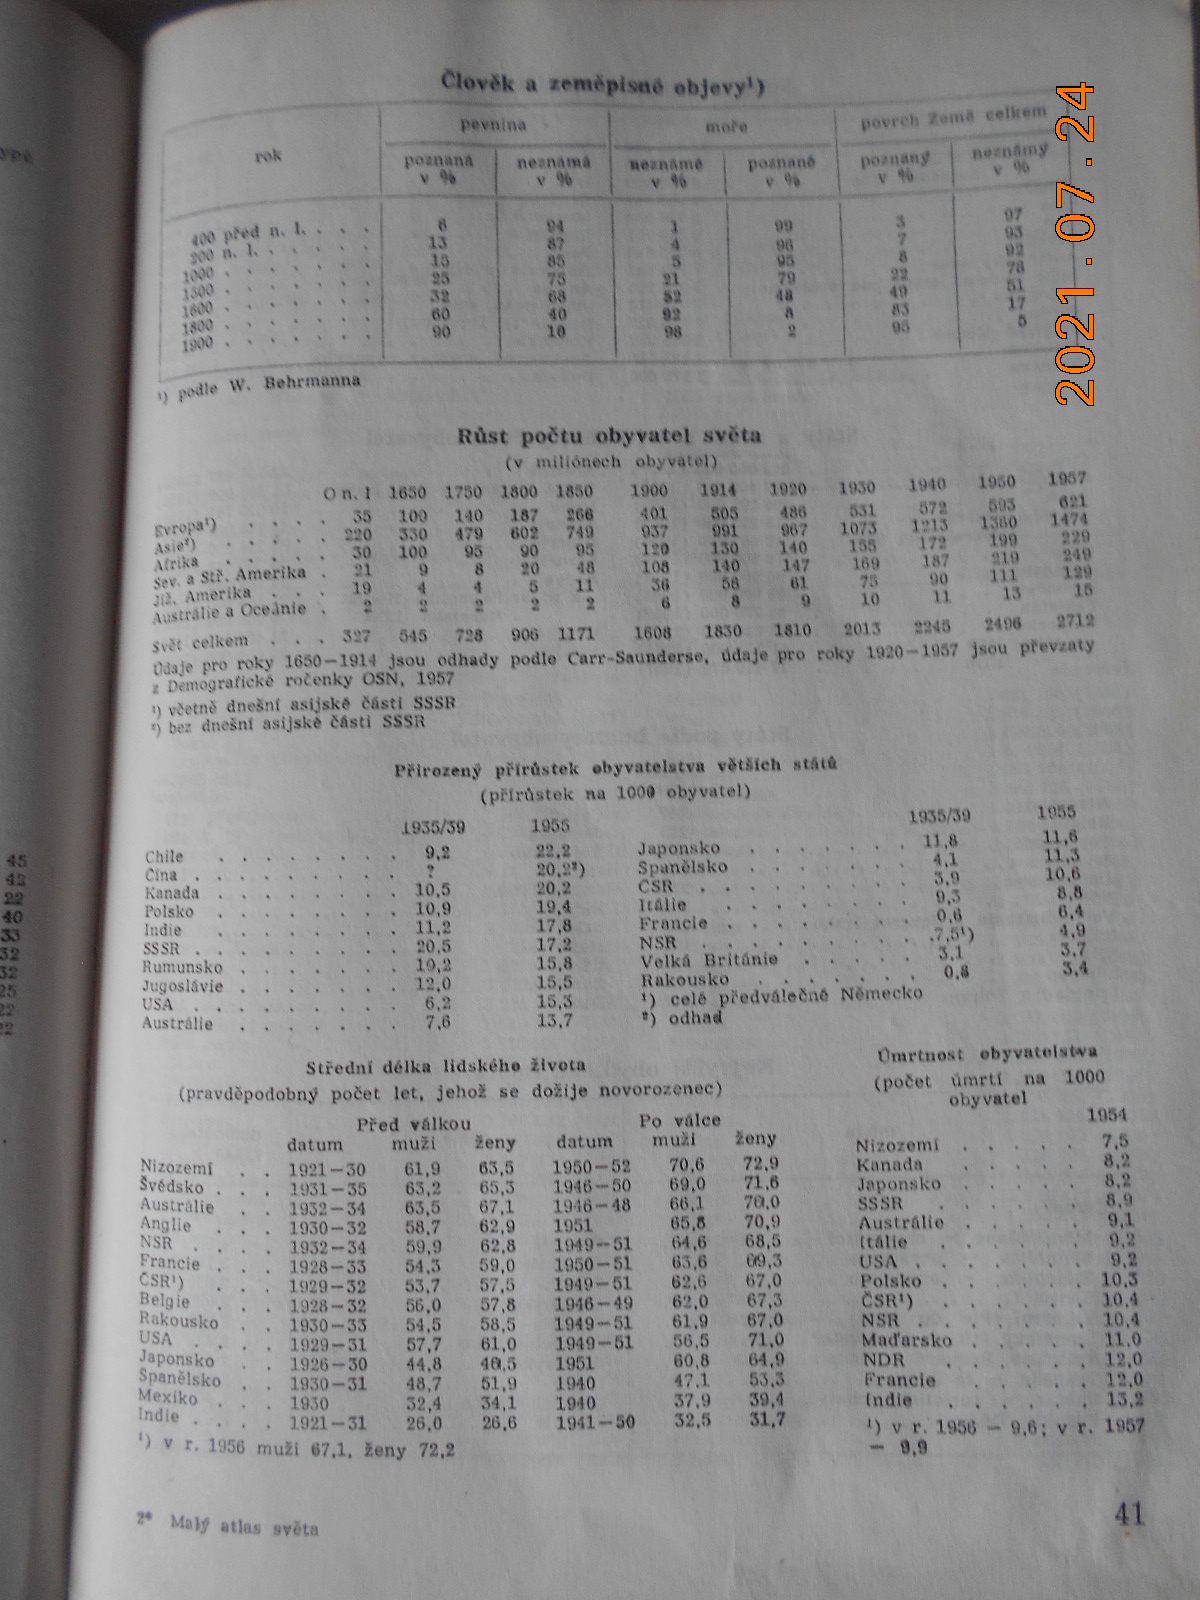 Člověk a zeměpisné objevy¹)
rok pevnina moře povrch Země celkem
poznaná v % neznámá v % neznámé v % poznané v % poznaný v % neznámý v %
400 před n. l. . . . 6 94 1 99 3 97
200 n. l. . . . . . . 13 87 4 96 7 93
1000 . . . . . . . 15 85 5 95 8 92
1500 . . . . . . . 25 75 21 79 22 78
1600 . . . . . . . 32 68 52 48 49 51
1800 . . . . . . . 60 40 92 8 83 17
1900 . . . . . . . 90 10 98 2 95 5
¹) podle W. Behrmanna
Růst počtu obyvatel světa
(v miliónech obyvatel)
O n. l 1650 1750 1800 1850 1900 1914 1920 1930 1940 1950 1957
Evropa¹) . . . . 35 100 140 187 266 401 505 486 531 572 593 621
Asie²) . . . . . 220 330 479 602 749 937 991 967 1073 1213 1360 1474
Afrika . . . . . 30 100 95 90 95 120 130 140 155 172 199 229
Sev. a Stř. Amerika . 21 9 8 20 48 108 140 147 169 187 219 249
Již. Amerika . . . 19 4 4 5 11 36 56 61 75 90 111 129
Austrálie a Oceánie . 2 2 2 2 2 6 8 9 10 11 13 15
Svět celkem . . . 327 545 728 906 1171 1608 1830 1810 2013 2245 2496 2712
Údaje pro roky 1650—1914 jsou odhady podle Carr-Saunderse, údaje pro roky 1920—1957 jsou převzaty
z Demografické ročenky OSN, 1957
¹) včetně dnešní asijské části SSSR
²) bez dnešní asijské části SSSR
Přirozený přírůstek obyvatelstva větších států
(přírůstek na 1000 obyvatel)
1935/39 1955
Chile . . . . . . . . 9,2 22,2
Čína . . . . . . . . ? 20,2²)
Kanada . . . . . . . 10,5 20,2
Polsko . . . . . . . 10,9 19,4
Indie . . . . . . . . 11,2 17,8
SSSR . . . . . . . . 20,5 17,2
Rumunsko . . . . . . 19,2 15,8
Jugoslávie . . . . . . 12,0 15,5
USA . . . . . . . . 6,2 15,3
Austrálie . . . . . . . 7,6 13,7
1935/39 1955
Japonsko . . . . . . 11,8 11,6
Španělsko . . . . . . 4,1 11,3
ČSR . . . . . . . . 3,9 10,6
Itálie . . . . . . . 9,3 8,8
Francie . . . . . . . 0,6 6,4
NSR . . . . . . . . 7,5¹) 4,9
Velká Británie . . . . . 3,1 3,7
Rakousko . . . . . . 0,8 3,4
¹) celé předválečné Německo
²) odhad
Střední délka lidského života
(pravděpodobný počet let, jehož se dožije novorozenec)
Před válkou Po válce
datum muži ženy datum muži ženy
Nizozemí . . 1921—30 61,9 63,5 1950—52 70,6 72,9
Švédsko . . . 1931—35 63,2 65,3 1946—50 69,0 71,6
Austrálie . . 1932—34 63,5 67,1 1946—48 66,1 70,0
Anglie . . . 1930—32 58,7 62,9 1951 65,8 70,9
NSR . . . . 1932—34 59,9 62,8 1949—51 64,6 68,5
Francie . . . 1928—33 54,3 59,0 1950—51 63,6 69,3
ČSR¹) . . . 1929—32 53,7 57,5 1949—51 62,6 67,0
Belgie . . . 1928—32 56,0 57,8 1946—49 62,0 67,3
Rakousko . . 1930—33 54,5 58,5 1949—51 61,9 67,0
USA . . . . 1929—31 57,7 61,0 1949—51 56,5 71,0
Japonsko . . 1926—30 44,8 46,5 1951 60,8 64,9
Španělsko . . 1930—31 48,7 51,9 1940 47,1 53,3
Mexiko . . . 1930 32,4 34,1 1940 37,9 39,4
Indie . . . . 1921—31 26,0 26,6 1941—50 32,5 31,7
¹) v r. 1956 muži 67,1, ženy 72,2
Úmrtnost obyvatelstva
(počet úmrtí na 1000
obyvatel
1954
Nizozemí . . . . . 7,5
Kanada . . . . . 8,2
Japonsko . . . . . 8,2
SSSR . . . . . 8,9
Austrálie . . . . . 9,1
Itálie . . . . . 9,2
USA . . . . . . 9,2
Polsko . . . . . 10,3
ČSR¹) . . . . . 10,4
NSR . . . . . . 10,4
Maďarsko . . . . . 11.0
NDR . . . . . 12,0
Francie . . . . . 12,0
Indie . . . . . 13,2
¹) v r. 1956 — 9,6; v r. 1957
— 9,9
2* Malý atlas světa
41
45
42
22
40
33
32
32
25
22
22
2021.07.24